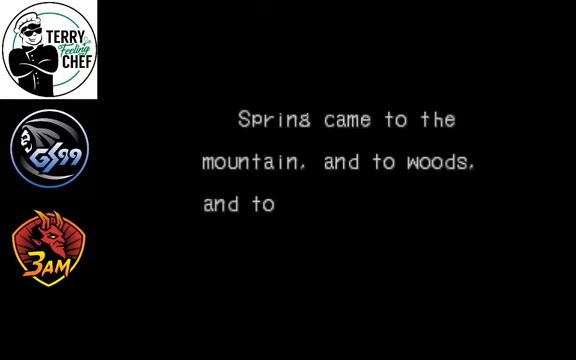 TERRY
Feeling
CHEF
GS99
3AM
Spring came to the
mountain, and to woods,
and to